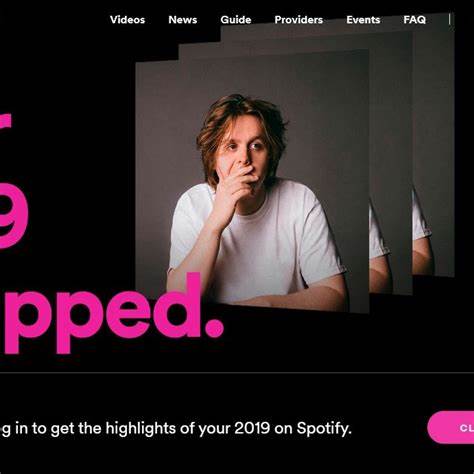 Videos News Guide Providers Events FAQ
r
9
pped.
g in to get the highlights of your 2019 on Spotify.
CL